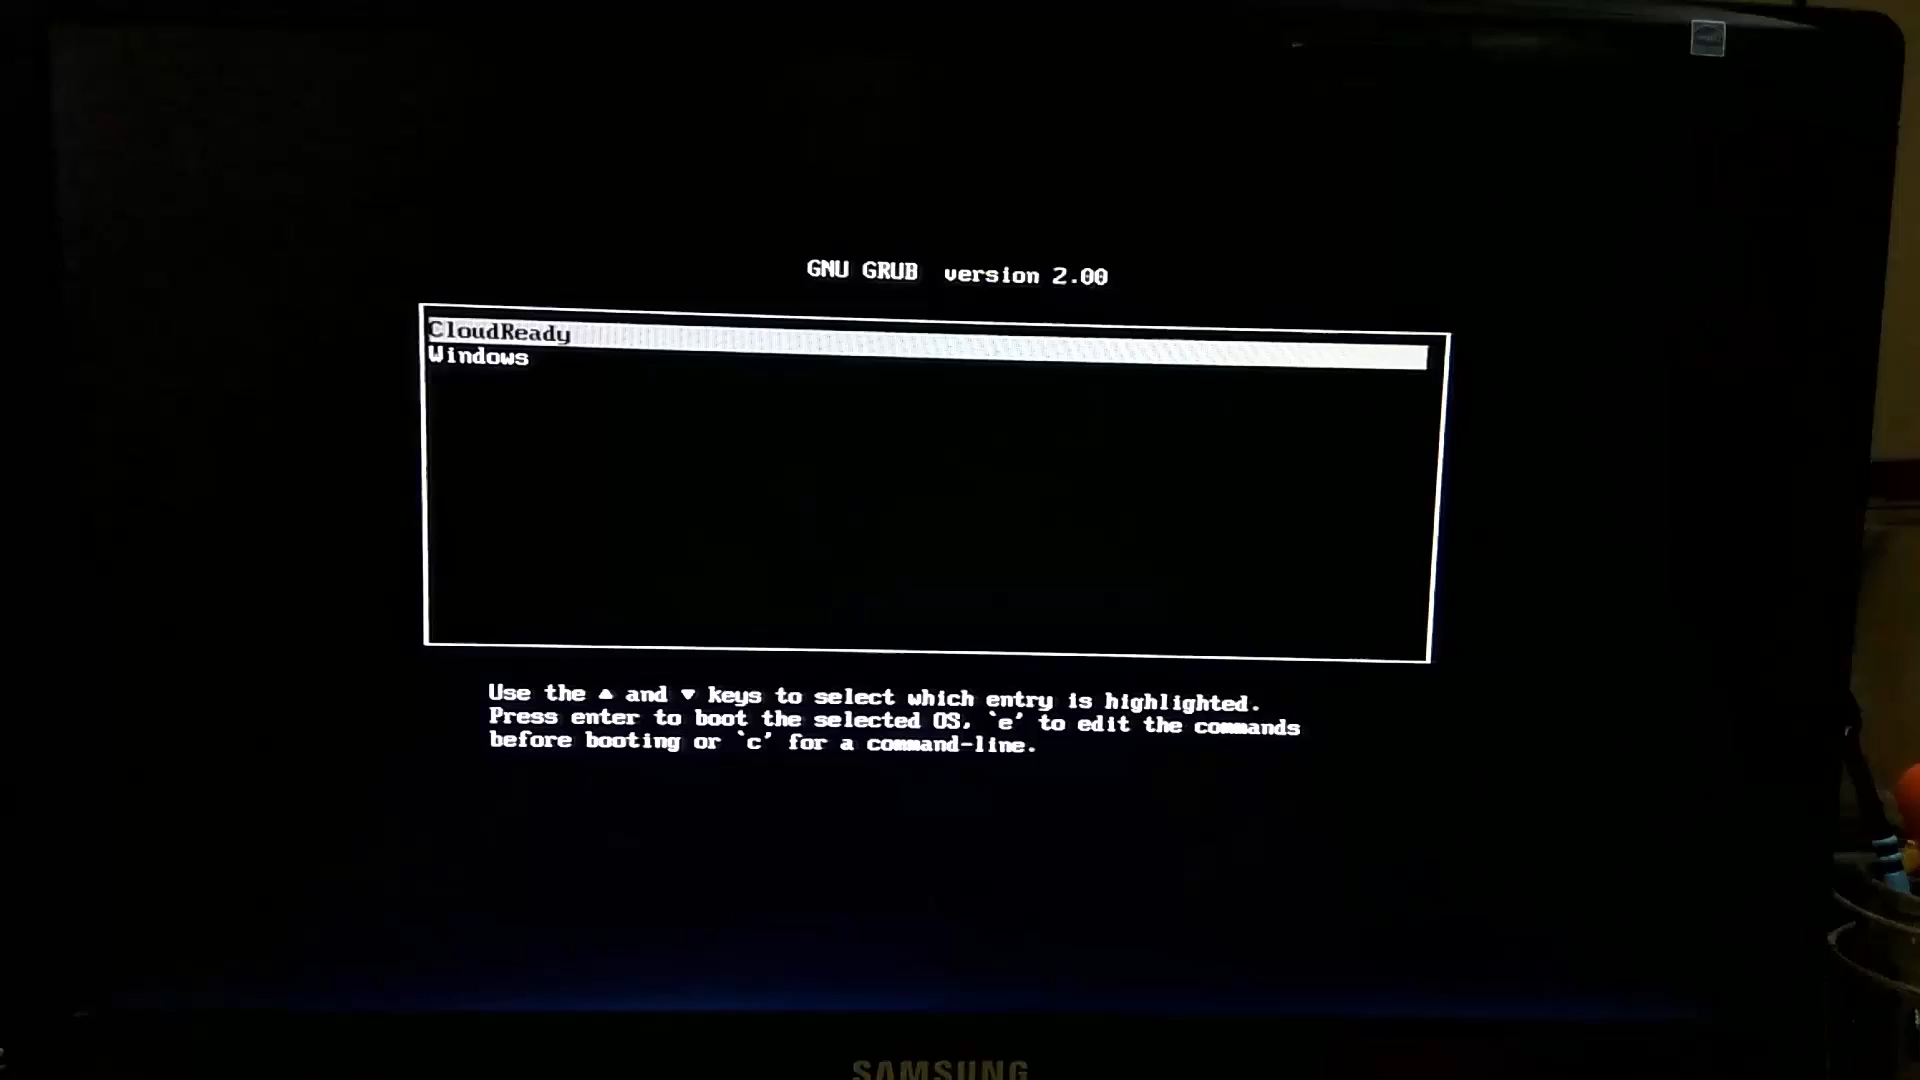 GNU GRUB version 2.00
CloudReady
Windows
Use the ▲ and ▼ keys to select which entry is highlighted.
Press enter to boot the selected OS, `e' to edit the commands
before booting or `c' for a command-line.
SAMSUNG